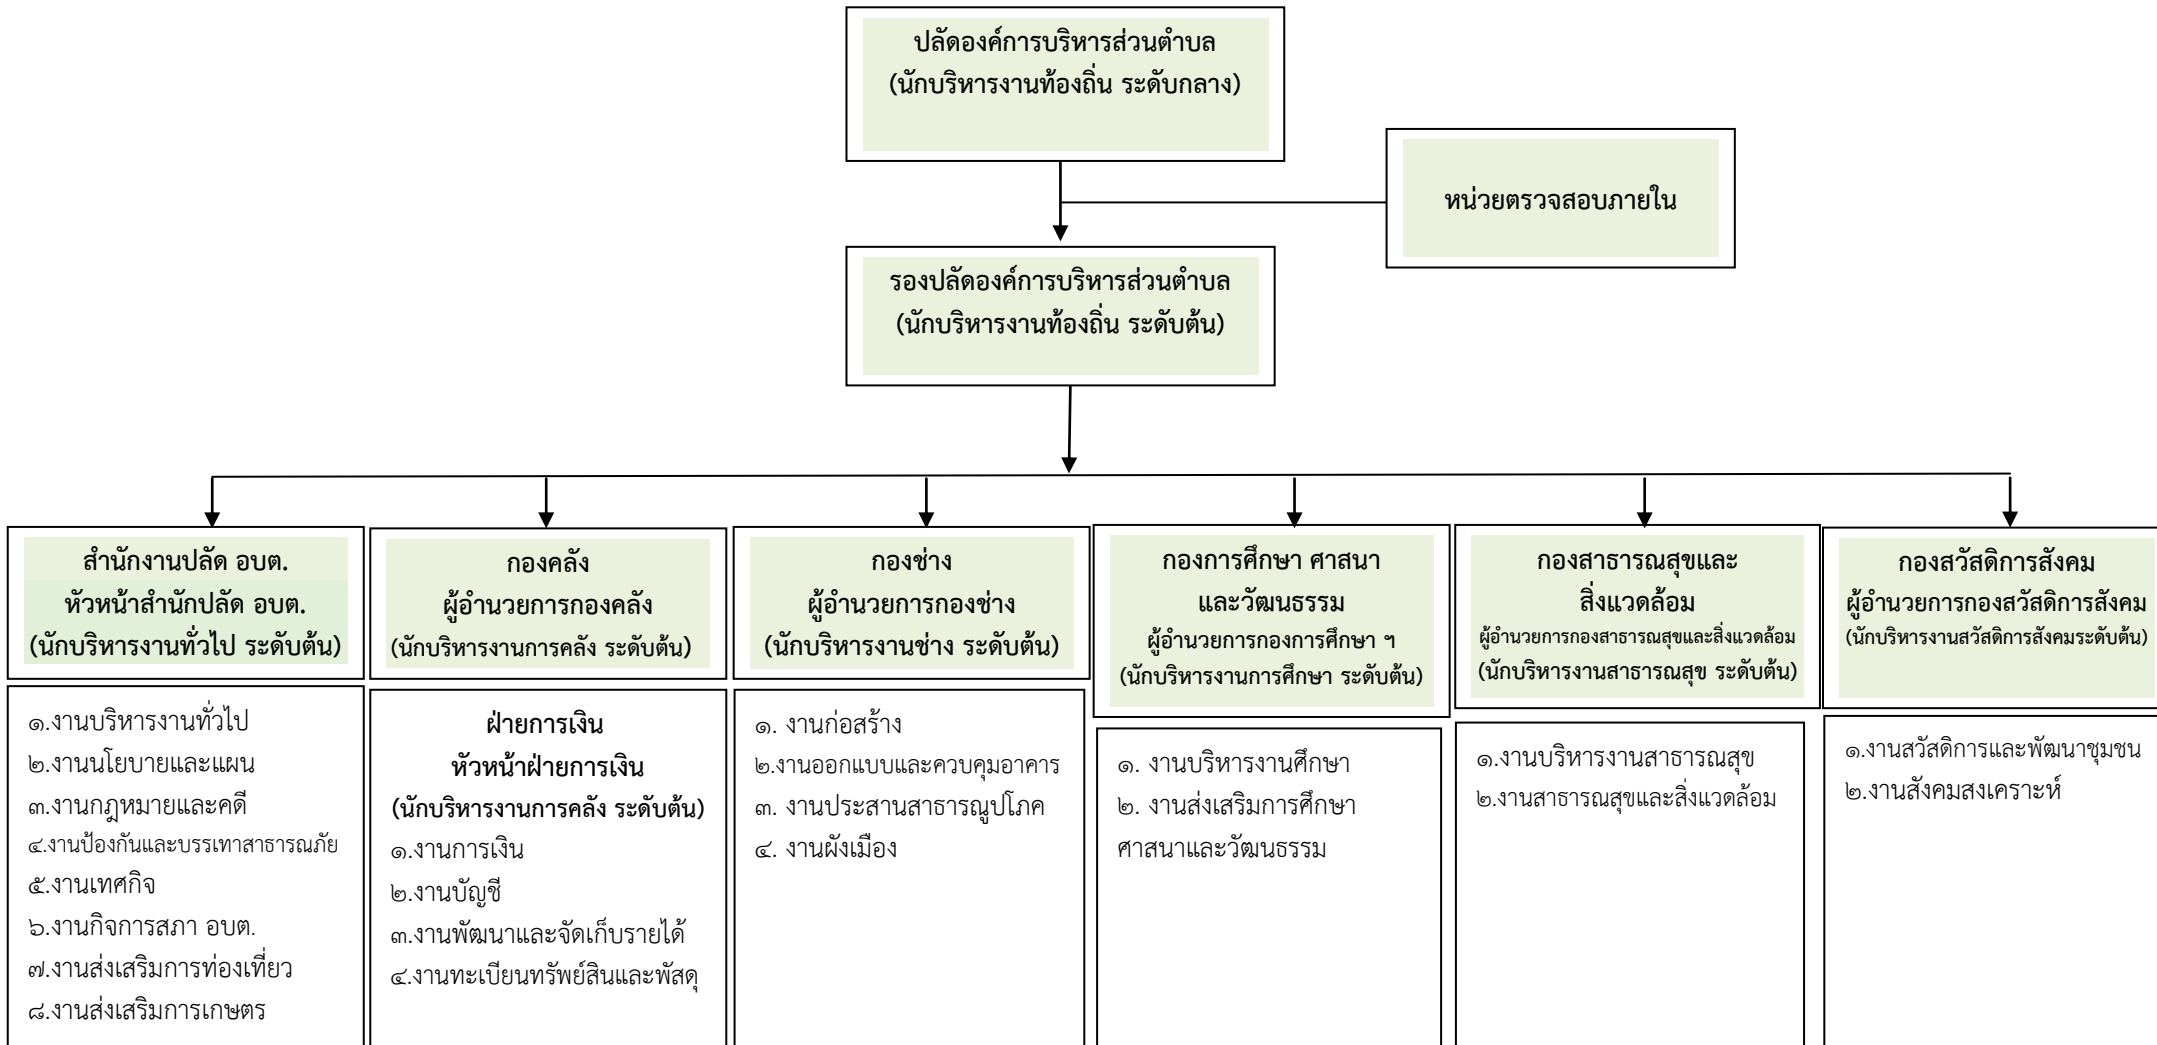 ปลัดองค์การบริหารส่วนตำบล
(นักบริหารงานท้องถิ่น ระดับกลาง)
หน่วยตรวจสอบภายใน
รองปลัดองค์การบริหารส่วนตำบล
(นักบริหารงานท้องถิ่น ระดับต้น)
สำนักงานปลัด อบต.
หัวหน้าสำนักปลัด อบต.
(นักบริหารงานทั่วไป ระดับต้น)
๑.งานบริหารงานทั่วไป
๒.งานนโยบายและแผน
๓.งานกฎหมายและคดี
๔.งานป้องกันและบรรเทาสาธารณภัย
๕.งานเทศกิจ
๖.งานกิจการสภา อบต.
๗.งานส่งเสริมการท่องเที่ยว
๘.งานส่งเสริมการเกษตร
กองคลัง
ผู้อำนวยการกองคลัง
(นักบริหารงานการคลัง ระดับต้น)
ฝ่ายการเงิน
หัวหน้าฝ่ายการเงิน
(นักบริหารงานการคลัง ระดับต้น)
๑.งานการเงิน
๒.งานบัญชี
๓.งานพัฒนาและจัดเก็บรายได้
๔.งานทะเบียนทรัพย์สินและพัสดุ
กองช่าง
ผู้อำนวยการกองช่าง
(นักบริหารงานช่าง ระดับต้น)
๑. งานก่อสร้าง
๒.งานออกแบบและควบคุมอาคาร
๓. งานประสานสาธารณูปโภค
๔. งานผังเมือง
กองการศึกษา ศาสนา
และวัฒนธรรม
ผู้อำนวยการกองการศึกษา ฯ
(นักบริหารงานการศึกษา ระดับต้น)
๑. งานบริหารงานศึกษา
๒. งานส่งเสริมการศึกษา
ศาสนาและวัฒนธรรม
กองสาธารณสุขและ
สิ่งแวดล้อม
ผู้อำนวยการกองสาธารณสุขและสิ่งแวดล้อม
(นักบริหารงานสาธารณสุข ระดับต้น)
๑.งานบริหารงานสาธารณสุข
๒.งานสาธารณสุขและสิ่งแวดล้อม
กองสวัสดิการสังคม
ผู้อำนวยการกองสวัสดิการสังคม
(นักบริหารงานสวัสดิการสังคมระดับต้น)
๑.งานสวัสดิการและพัฒนาชุมชน
๒.งานสังคมสงเคราะห์